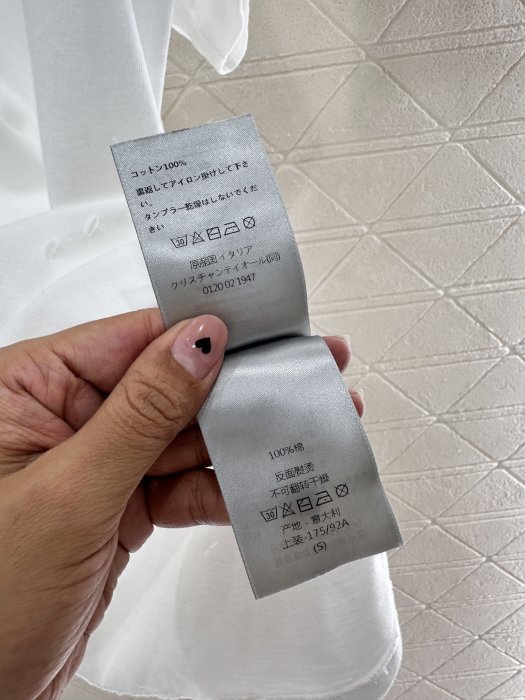 コットン100%
裏返してアイロン掛けして下さ
い。
タンブラー乾燥はしないでくだ
さい
30
原産国イタリア
クリスチャンディオール(同)
0120 02 1947
100%棉
反面熨烫
不可翻转干燥
30
产地 - 意大利
上装-175/92A
(S)